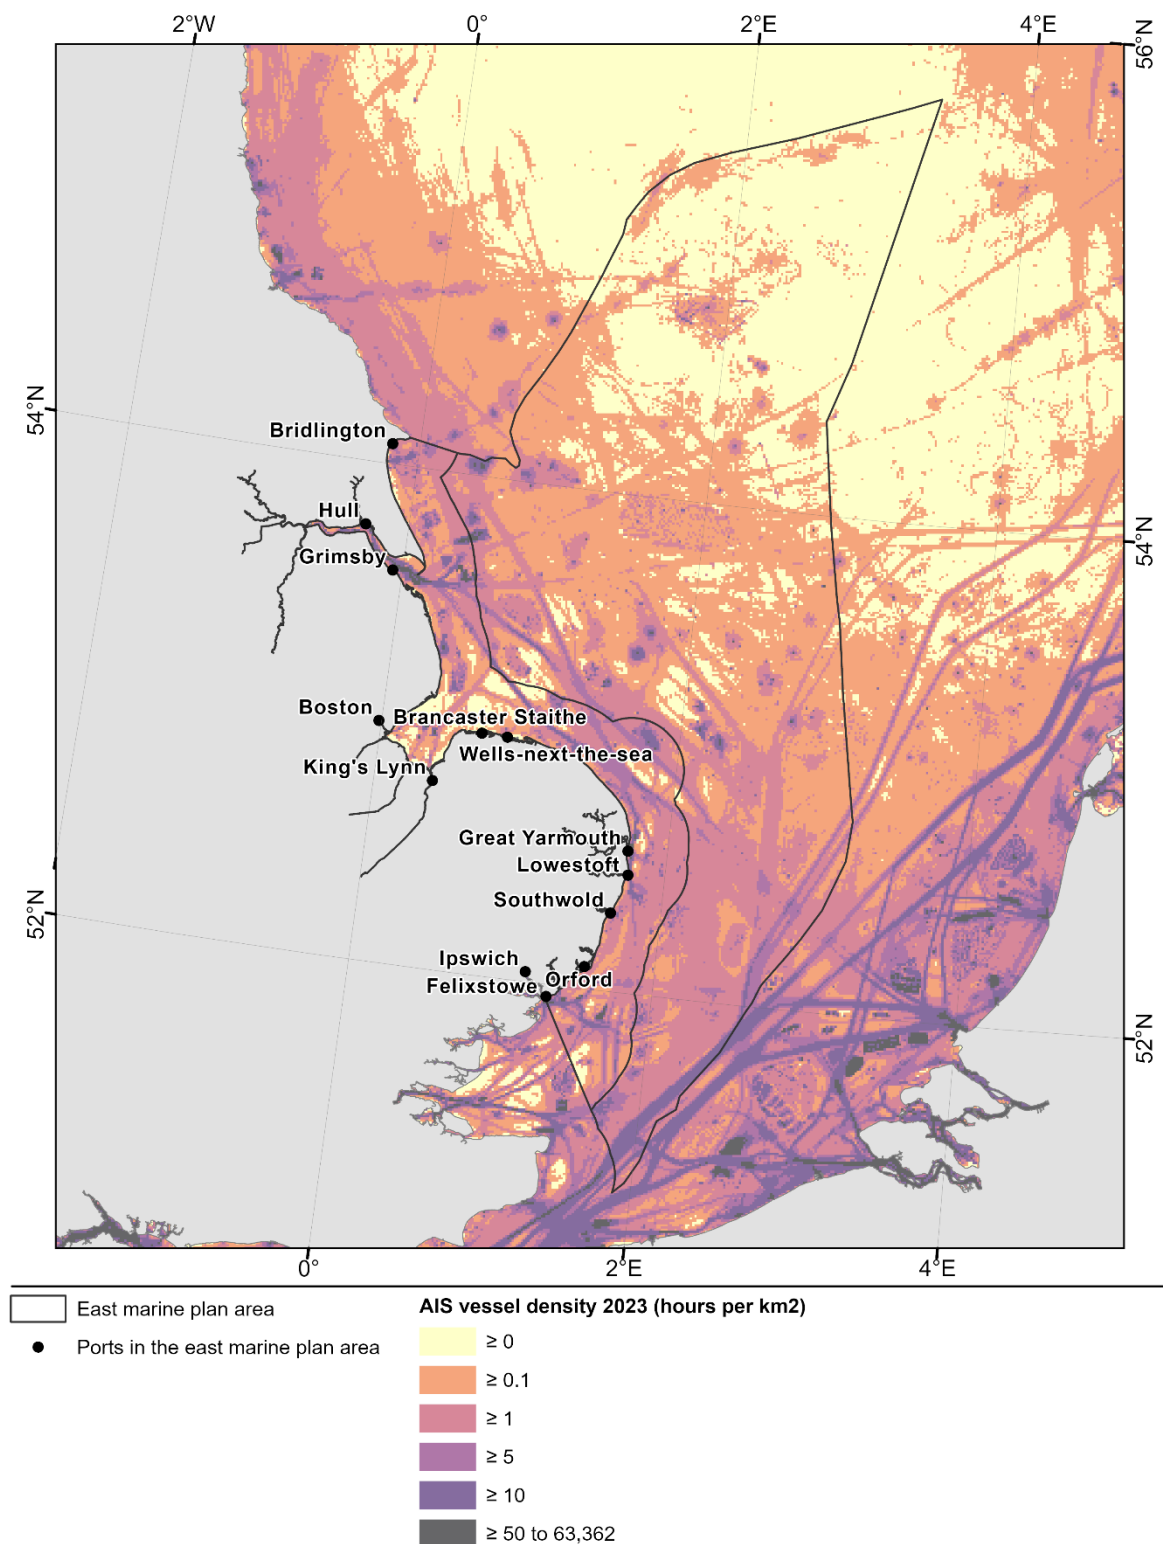 2°W 0° 2°E 4°E
56°N
54°N
Bridlington
Hull
54°N
Grimsby
Boston
Brancaster Staithe
Wells-next-the-sea
King's Lynn
Great Yarmouth
Lowestoft
Southwold
52°N
Ipswich
Orford
Felixstowe
52°N
0° 2°E 4°E
East marine plan area
Ports in the east marine plan area
AIS vessel density 2023 (hours per km2)
≥ 0
≥ 0.1
≥ 1
≥ 5
≥ 10
≥ 50 to 63,362